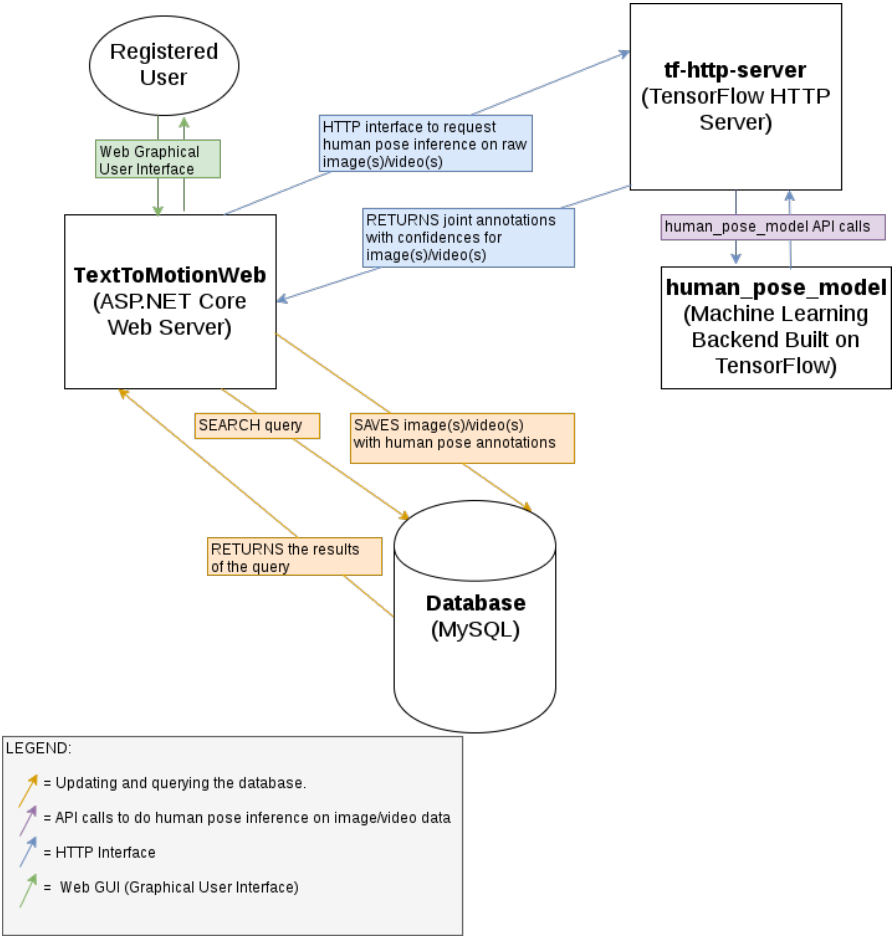 Registered
User
tf-http-server
(TensorFlow HTTP
Server)
HTTP interface to request
human pose inference on raw
image(s)/video(s)
Web Graphical
User Interface
RETURNS joint annotations
with confidences for
image(s)/video(s)
human_pose_model API calls
TextToMotionWeb
(ASP.NET Core
Web Server)
human_pose_model
(Machine Learning
Backend Built on
TensorFlow)
SEARCH query
SAVES image(s)/video(s)
with human pose annotations
RETURNS the results
of the query
Database
(MySQL)
LEGEND:
= Updating and querying the database.
= API calls to do human pose inference on image/video data
= HTTP Interface
= Web GUI (Graphical User Interface)